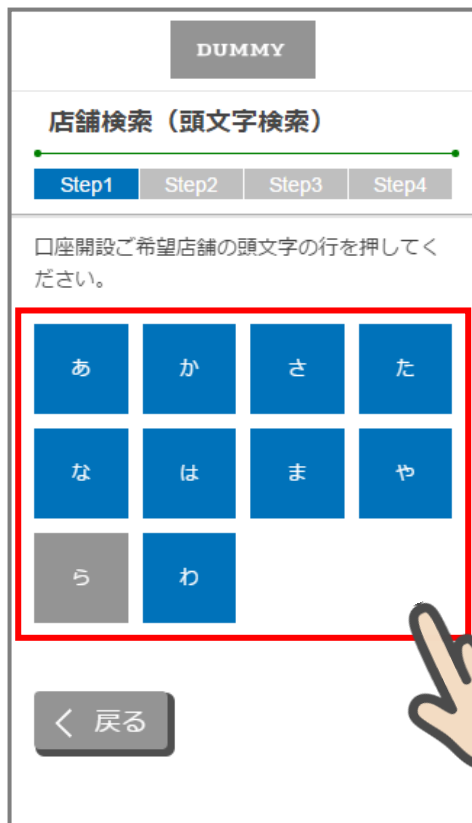 DUMMY
店舗検索（頭文字検索）
Step1 Step2 Step3 Step4
口座開設ご希望店舗の頭文字の行を押してく
ださい。
あ か さ た
な は ま や
ら わ
く 戻る